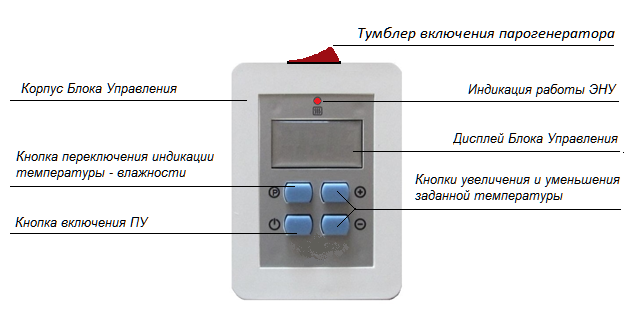 Тумблер включения парогенератора
Корпус Блока Управления
Индикация работы ЭНУ
Дисплей Блока Управления
Кнопка переключения индикации
температуры - влажности
Кнопки увеличения и уменьшения
заданной температуры
P
Кнопка включения ПУ